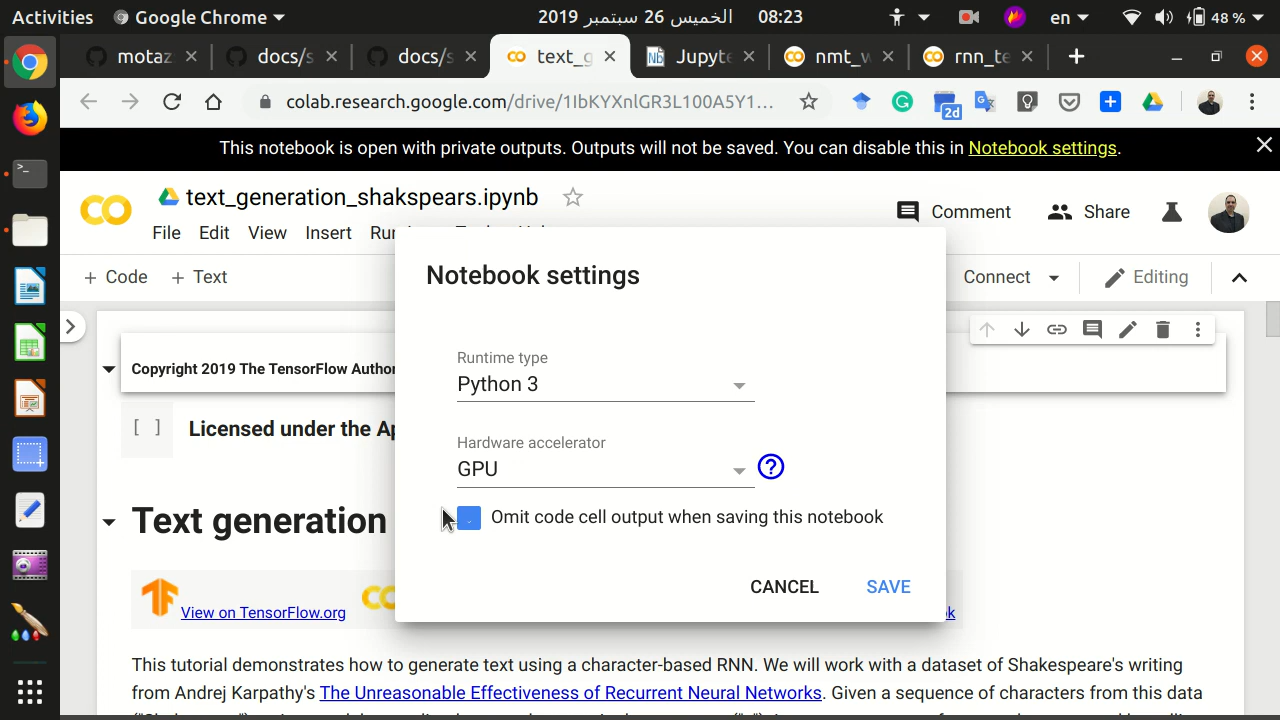 Activities Google Chrome الخميس 26 سبتمبر 2019 08:23 en 48 %
motaz docs/s docs/s text_g Jupyte nmt_w rnn_te
colab.research.google.com/drive/1IbKYXnlGR3L100A5Y1... 2d
This notebook is open with private outputs. Outputs will not be saved. You can disable this in Notebook settings.
text_generation_shakspears.ipynb
Comment Share
File Edit View Insert
Notebook settings
+ Code + Text Connect Editing
Runtime type
Python 3
Copyright 2019 The TensorFlow Author
[ ] Licensed under the
Hardware accelerator
GPU
Omit code cell output when saving this notebook
Text generation
CANCEL SAVE
View on TensorFlow.org
This tutorial demonstrates how to generate text using a character-based RNN. We will work with a dataset of Shakespeare's writing
from Andrej Karpathy's The Unreasonable Effectiveness of Recurrent Neural Networks. Given a sequence of characters from this data